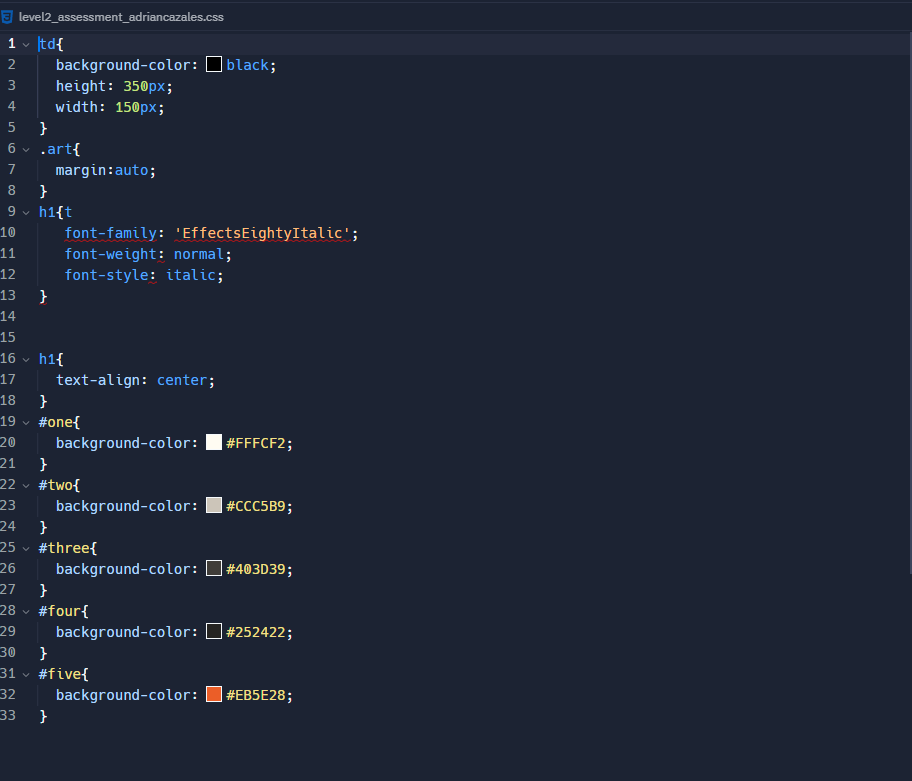 level2_assessment_adriancazales.css
1 td{
2   background-color: black;
3   height: 350px;
4   width: 150px;
5 }
6 .art{
7   margin:auto;
8 }
9 h1{t
10    font-family: 'EffectsEightyItalic';
11    font-weight: normal;
12    font-style: italic;
13 }
14
15
16 h1{
17   text-align: center;
18 }
19 #one{
20   background-color: #FFFCF2;
21 }
22 #two{
23   background-color: #CCC5B9;
24 }
25 #three{
26   background-color: #403D39;
27 }
28 #four{
29   background-color: #252422;
30 }
31 #five{
32   background-color: #EB5E28;
33 }